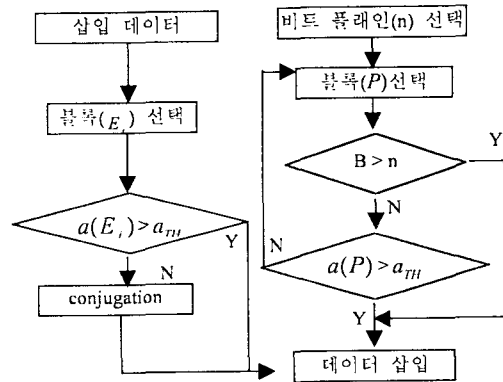 삽입 데이터
블록(E_i) 선택
a(E_i)>a_TH
Y
N
conjugation
비트 플래인(n) 선택
블록(P)선택
B > n
Y
N
N
a(P)>a_TH
Y
데이터 삽입